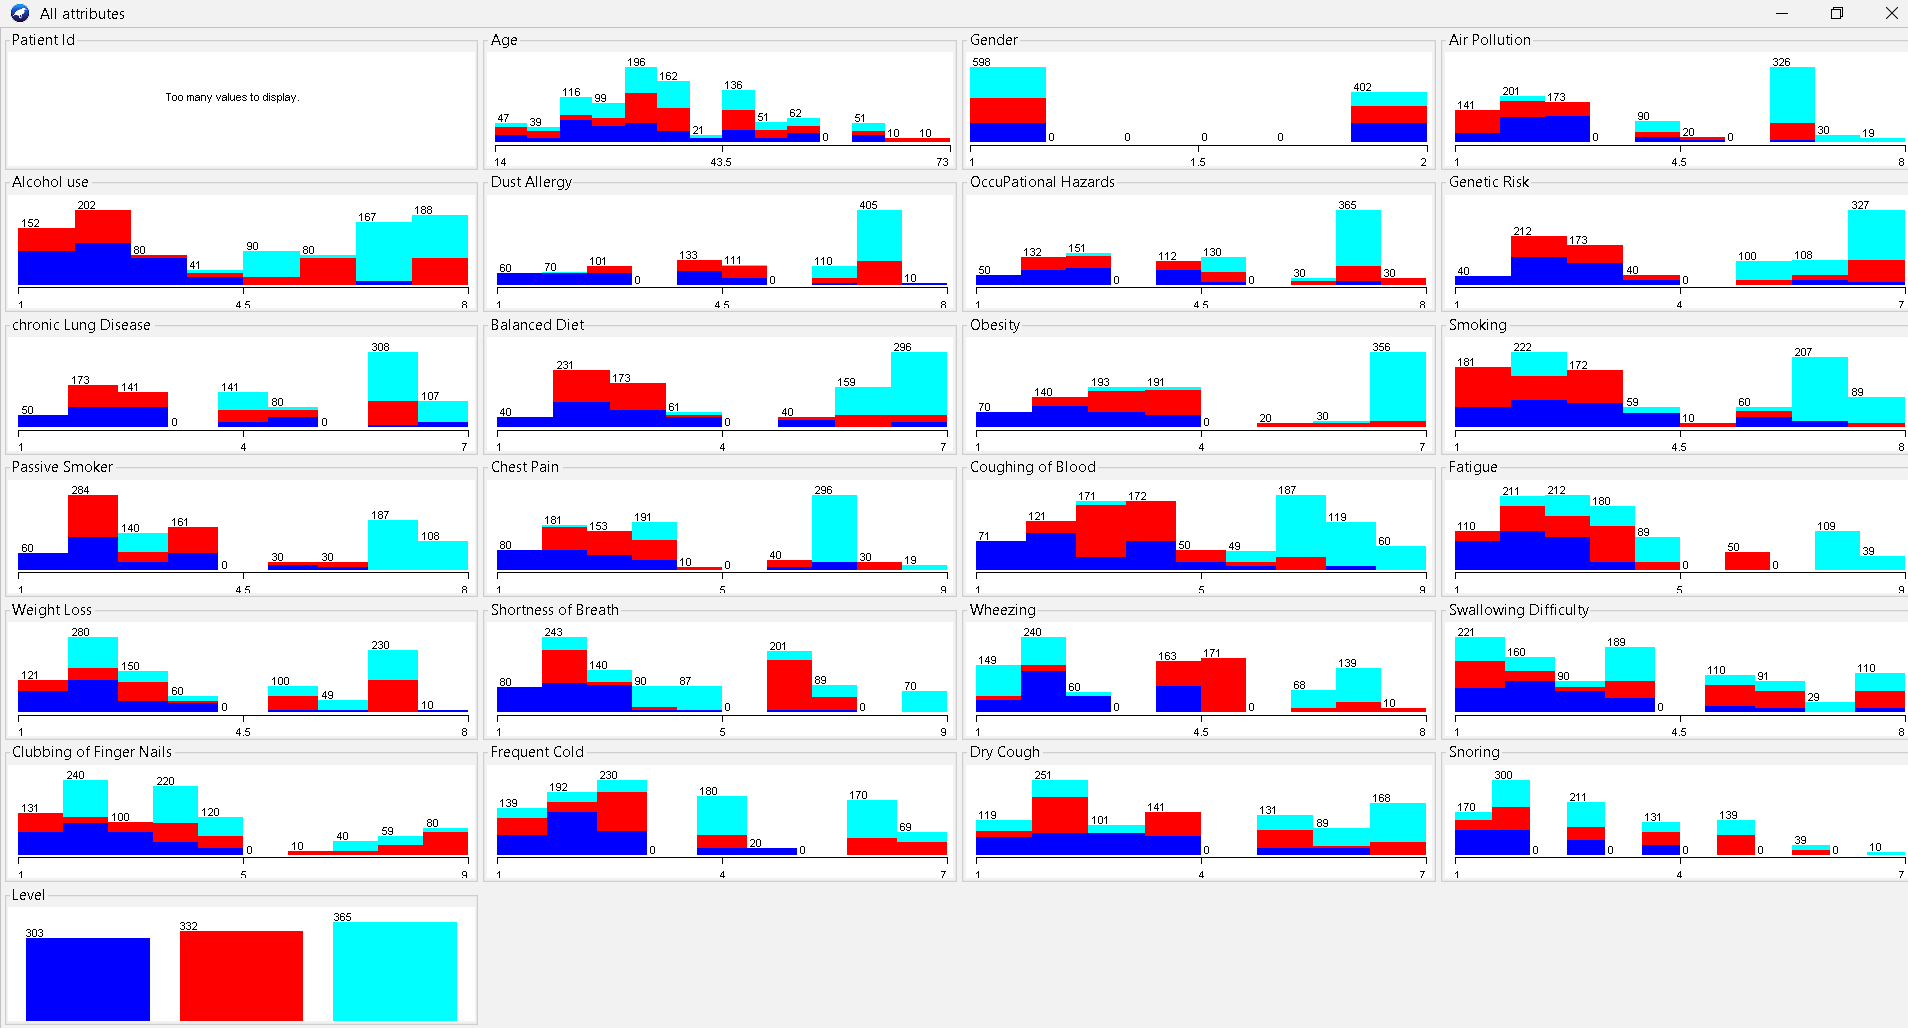 All attributes
Patient Id
Too many values to display.
Age
47 39 116 99 196 162 21 136 51 62 0 51 10 10
14 43.5 73
Gender
598 0 0 0 0 402
1 1.5 2
Air Pollution
141 201 173 0 90 20 0 326 30 19
1 4.5 8
Alcohol use
152 202 80 41 90 80 167 188
1 4.5 8
Dust Allergy
60 70 101 0 133 111 0 110 405 10
1 4.5 8
OccuPational Hazards
50 132 151 0 112 130 0 30 365 30
1 4.5 8
Genetic Risk
40 212 173 40 0 100 108 327
1 4 7
chronic Lung Disease
50 173 141 0 141 80 0 308 107
1 4 7
Balanced Diet
40 231 173 61 0 40 159 296
1 4 7
Obesity
70 140 193 191 0 20 30 356
1 4 7
Smoking
181 222 172 59 10 60 207 89
1 4.5 8
Passive Smoker
60 284 140 161 0 30 30 187 108
1 4.5 8
Chest Pain
80 181 153 191 10 0 40 296 30 19
1 5 9
Coughing of Blood
71 121 171 172 50 49 187 119 60
1 5 9
Fatigue
110 211 212 180 89 0 50 0 109 39
1 5 9
Weight Loss
121 280 150 60 0 100 49 230 10
1 4.5 8
Shortness of Breath
80 243 140 90 87 0 201 89 0 70
1 5 9
Wheezing
149 240 60 0 163 171 0 68 139 10
1 4.5 8
Swallowing Difficulty
221 160 90 189 0 110 91 29 110
1 4.5 8
Clubbing of Finger Nails
131 240 100 220 120 0 10 40 59 80
1 5 9
Frequent Cold
139 192 230 0 180 20 0 170 69
1 4 7
Dry Cough
119 251 101 141 0 131 89 168
1 4 7
Snoring
170 300 0 211 0 131 0 139 0 39 0 10
1 4 7
Level
303 332 365